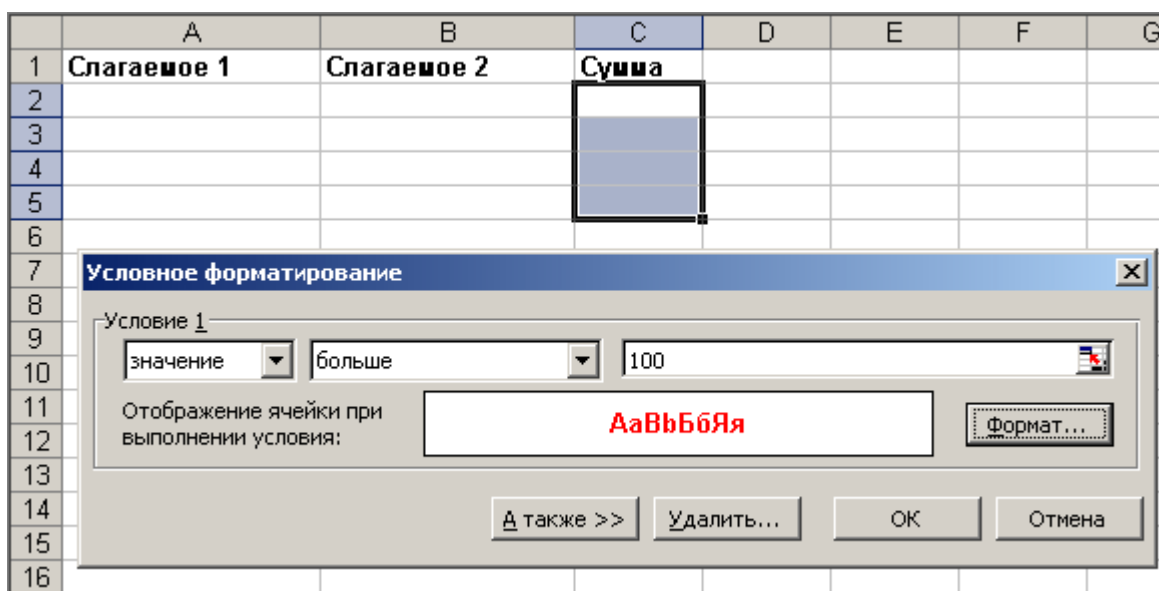 A B C D E F G
1 Слагаемое 1 Слагаемое 2 Сумма
2
3
4
5
6
7 Условное форматирование
8 Условие 1
9 значение больше 100
10
11 Отображение ячейки при АаВbБбЯя Формат...
12 выполнении условия:
13
14 А также >> Удалить... ОК Отмена
15
16